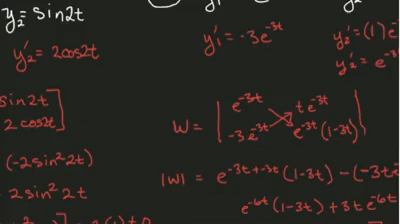 y₂ = sin2t
y₂' = 2cos2t
sin2t
2cos2t
(-2sin²2t)
2sin²2t
y₁' = -3e^{-3t}
y₂' = (1)e
y₂' = e^{-3
W = | e^{-3t} te^{-3t} |
| -3e^{-3t} e^{-3t}(1-3t) |
|W| = e^{-3t+-3t}(1-3t) - (-3te
e^{-6t}(1-3t) + 3te^{-6t}